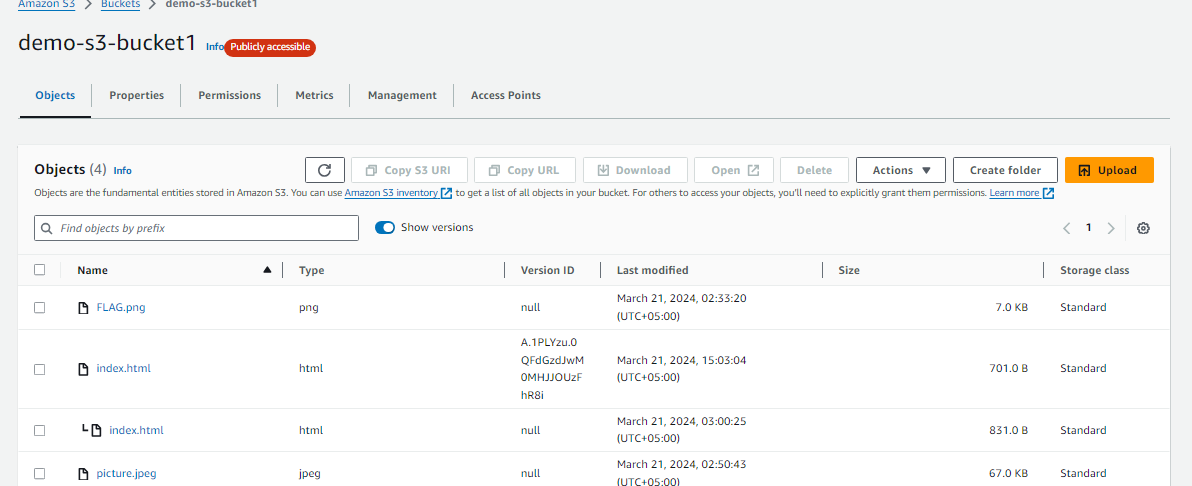 Amazon S3 > Buckets > demo-s3-bucket1
demo-s3-bucket1 Info Publicly accessible
Objects Properties Permissions Metrics Management Access Points
Objects (4) Info Copy S3 URI Copy URL Download Open Delete Actions Create folder Upload
Objects are the fundamental entities stored in Amazon S3. You can use Amazon S3 inventory to get a list of all objects in your bucket. For others to access your objects, you'll need to explicitly grant them permissions. Learn more
Find objects by prefix Show versions 1
Name Type Version ID Last modified Size Storage class
FLAG.png png null March 21, 2024, 02:33:20 (UTC+05:00) 7.0 KB Standard
index.html html A.1PLYzu.0QFdGzdJwM0MHJJOUzFhR8i March 21, 2024, 15:03:04 (UTC+05:00) 701.0 B Standard
index.html html null March 21, 2024, 03:00:25 (UTC+05:00) 831.0 B Standard
picture.jpeg jpeg null March 21, 2024, 02:50:43 (UTC+05:00) 67.0 KB Standard